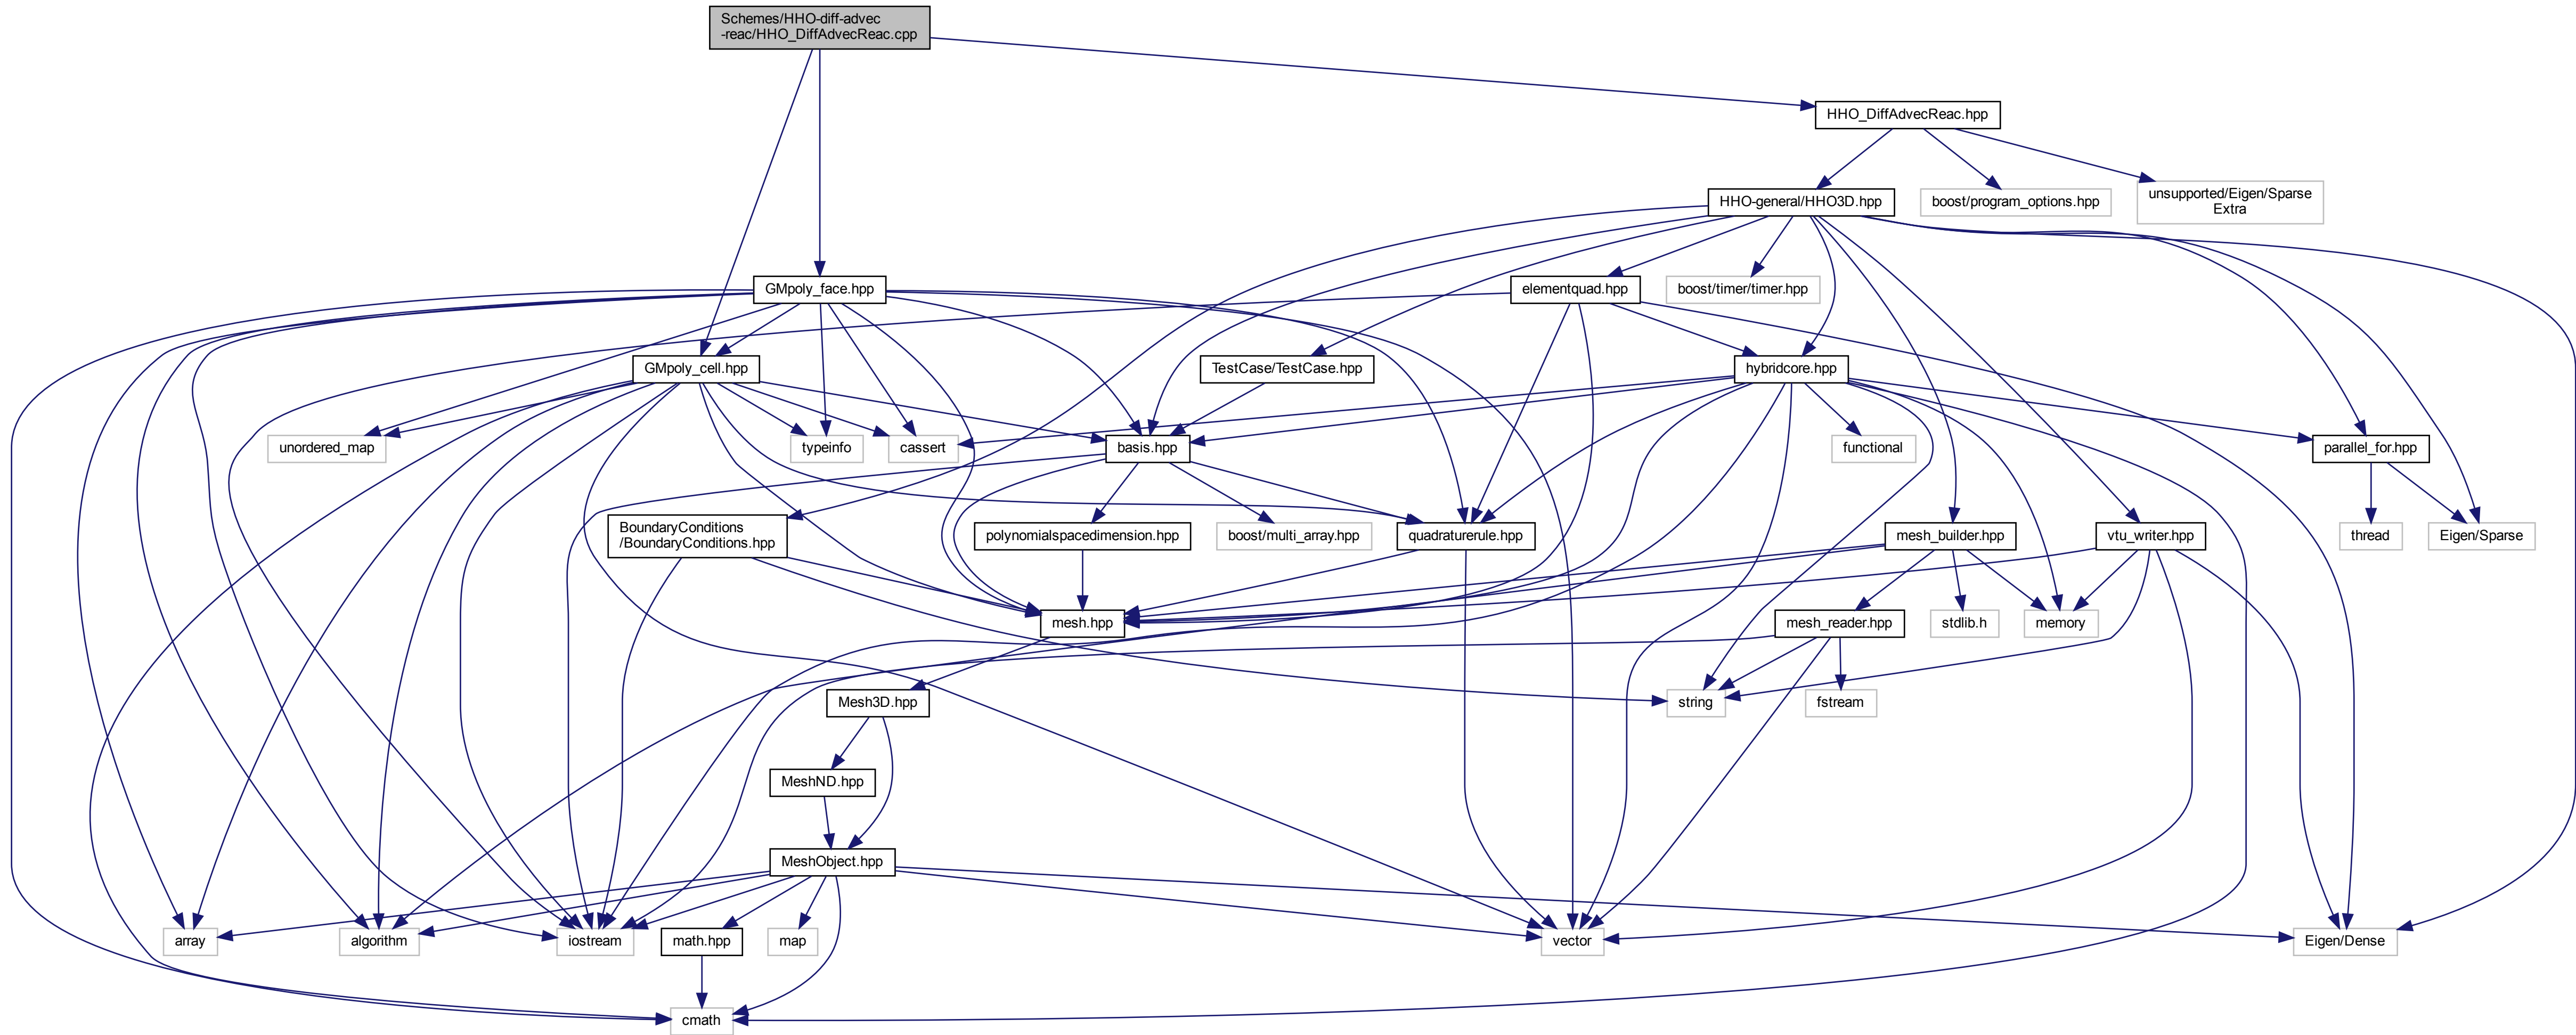 Schemes/HHO-diff-advec
-reac/HHO_DiffAdvecReac.cpp
HHO_DiffAdvecReac.hpp
HHO-general/HHO3D.hpp
boost/program_options.hpp
unsupported/Eigen/Sparse
Extra
GMpoly_face.hpp
elementquad.hpp
boost/timer/timer.hpp
GMpoly_cell.hpp
TestCase/TestCase.hpp
hybridcore.hpp
unordered_map
typeinfo
cassert
basis.hpp
functional
parallel_for.hpp
BoundaryConditions
/BoundaryConditions.hpp
polynomialspacedimension.hpp
boost/multi_array.hpp
quadraturerule.hpp
mesh_builder.hpp
vtu_writer.hpp
thread
Eigen/Sparse
mesh.hpp
mesh_reader.hpp
stdlib.h
memory
Mesh3D.hpp
string
fstream
MeshND.hpp
MeshObject.hpp
array
algorithm
iostream
math.hpp
map
vector
Eigen/Dense
cmath